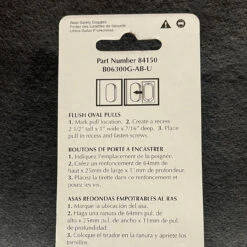 Wear Safety Goggles
Part Number 84150
B06300G-AB-U
FLUSH OVAL PULLS
1. Mark pull location. 2. Create a recess
2 1/2" tall x 1" wide x 7/16" deep. 3. Place
pull in recess and fasten screws.
BOUTONS DE PORTE A ENCASTRER
1. Indiquez l'emplacement de la poignée.
2. Créez un renfoncement de 64mm de
haut x 25mm de large x 11mm de profondeur.
3. Placez la tirette dans ce renfoncement et
posez les vis.
ASAS REDONDAS EMPOTRABLES AL RAS
1. Marque la ubicación del asa.
2. Haga una ranura de 64mm pul. de
alto x 25mm pul. de ancho x 11mm de pul.
de profundidad.
3. Coloque el tirador en la ranura y apriete los
tornillos.